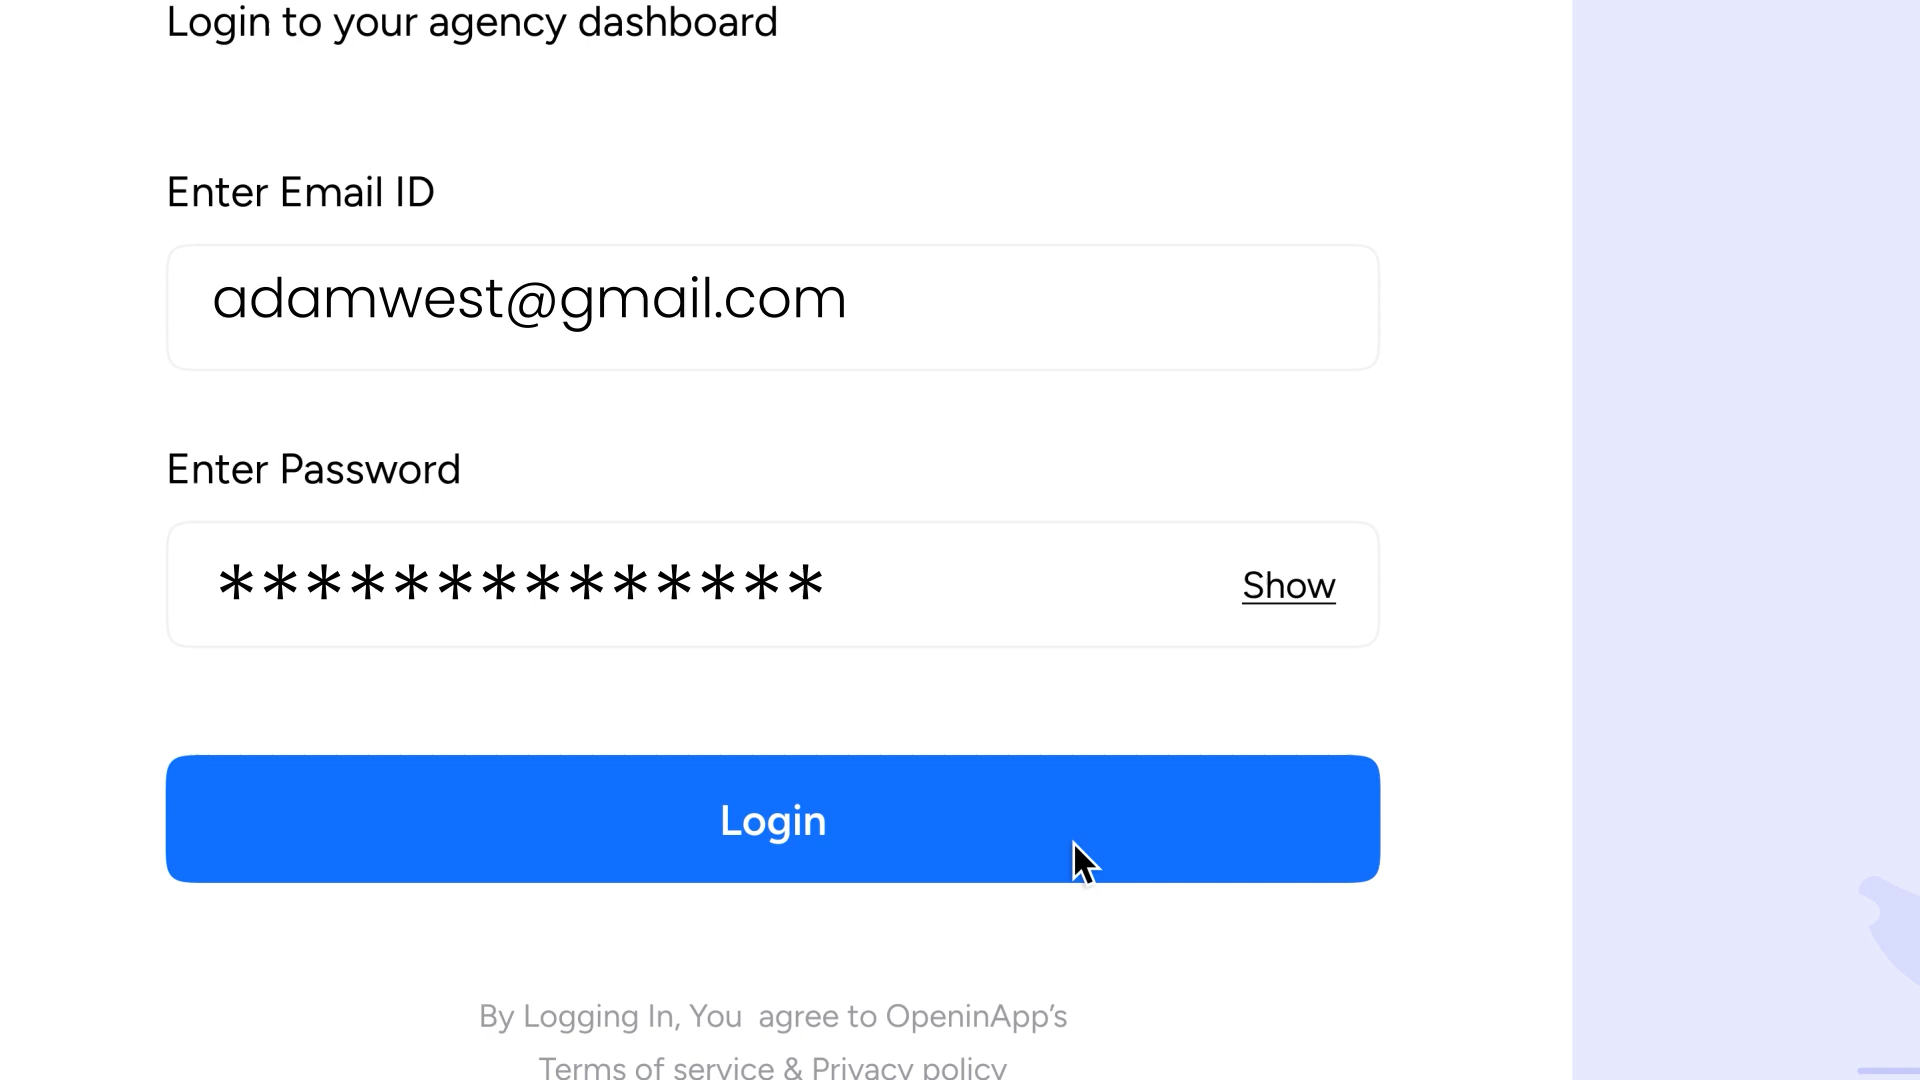 Login to your agency dashboard
Enter Email ID
adamwest@gmail.com
Enter Password
**************
Show
Login
By Logging In, You  agree to OpeninApp’s
Terms of service & Privacy policy